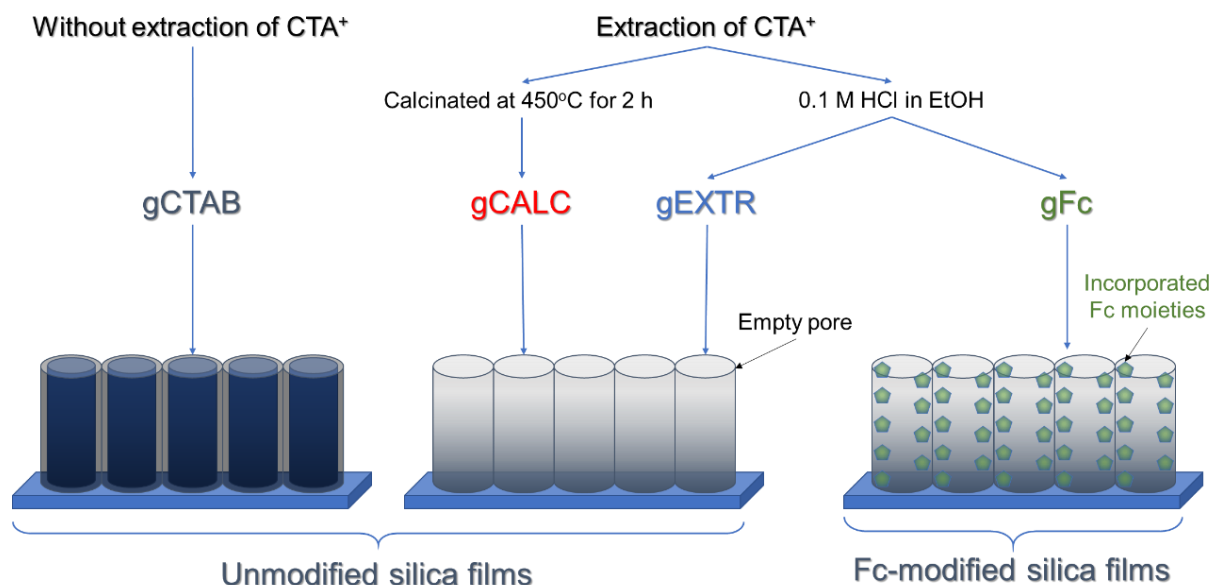 Without extraction of CTA⁺
Extraction of CTA⁺
Calcinated at 450°C for 2 h
0.1 M HCl in EtOH
gCTAB
gCALC
gEXTR
gFc
Incorporated
Fc moieties
Empty pore
Unmodified silica films
Fc-modified silica films